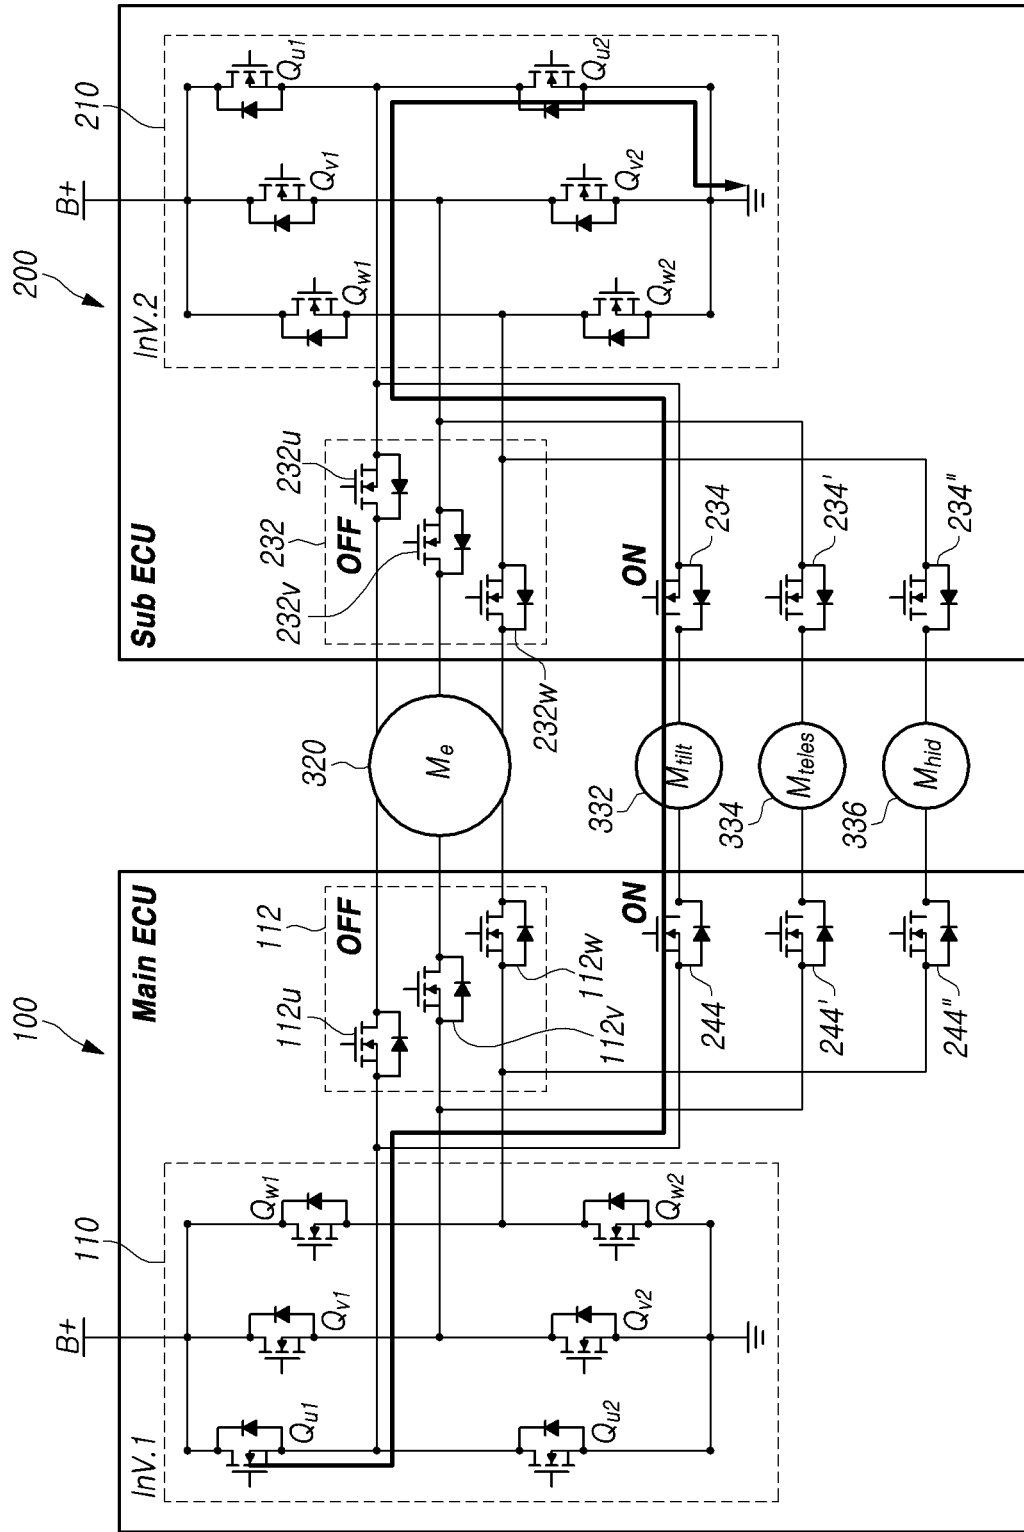 100
200
Main ECU
Sub ECU
B+
B+
110
210
InV.1
InV.2
Qu1
Qv1
Qw1
Qu2
Qv2
Qw2
Qw1
Qv1
Qu1
Qw2
Qv2
Qu2
112u
112
OFF
112v
112w
320
Me
232
232u
OFF
232v
232w
ON
244
332
Mtilt
ON
234
244'
334
Mteles
234'
244"
336
Mhid
234"